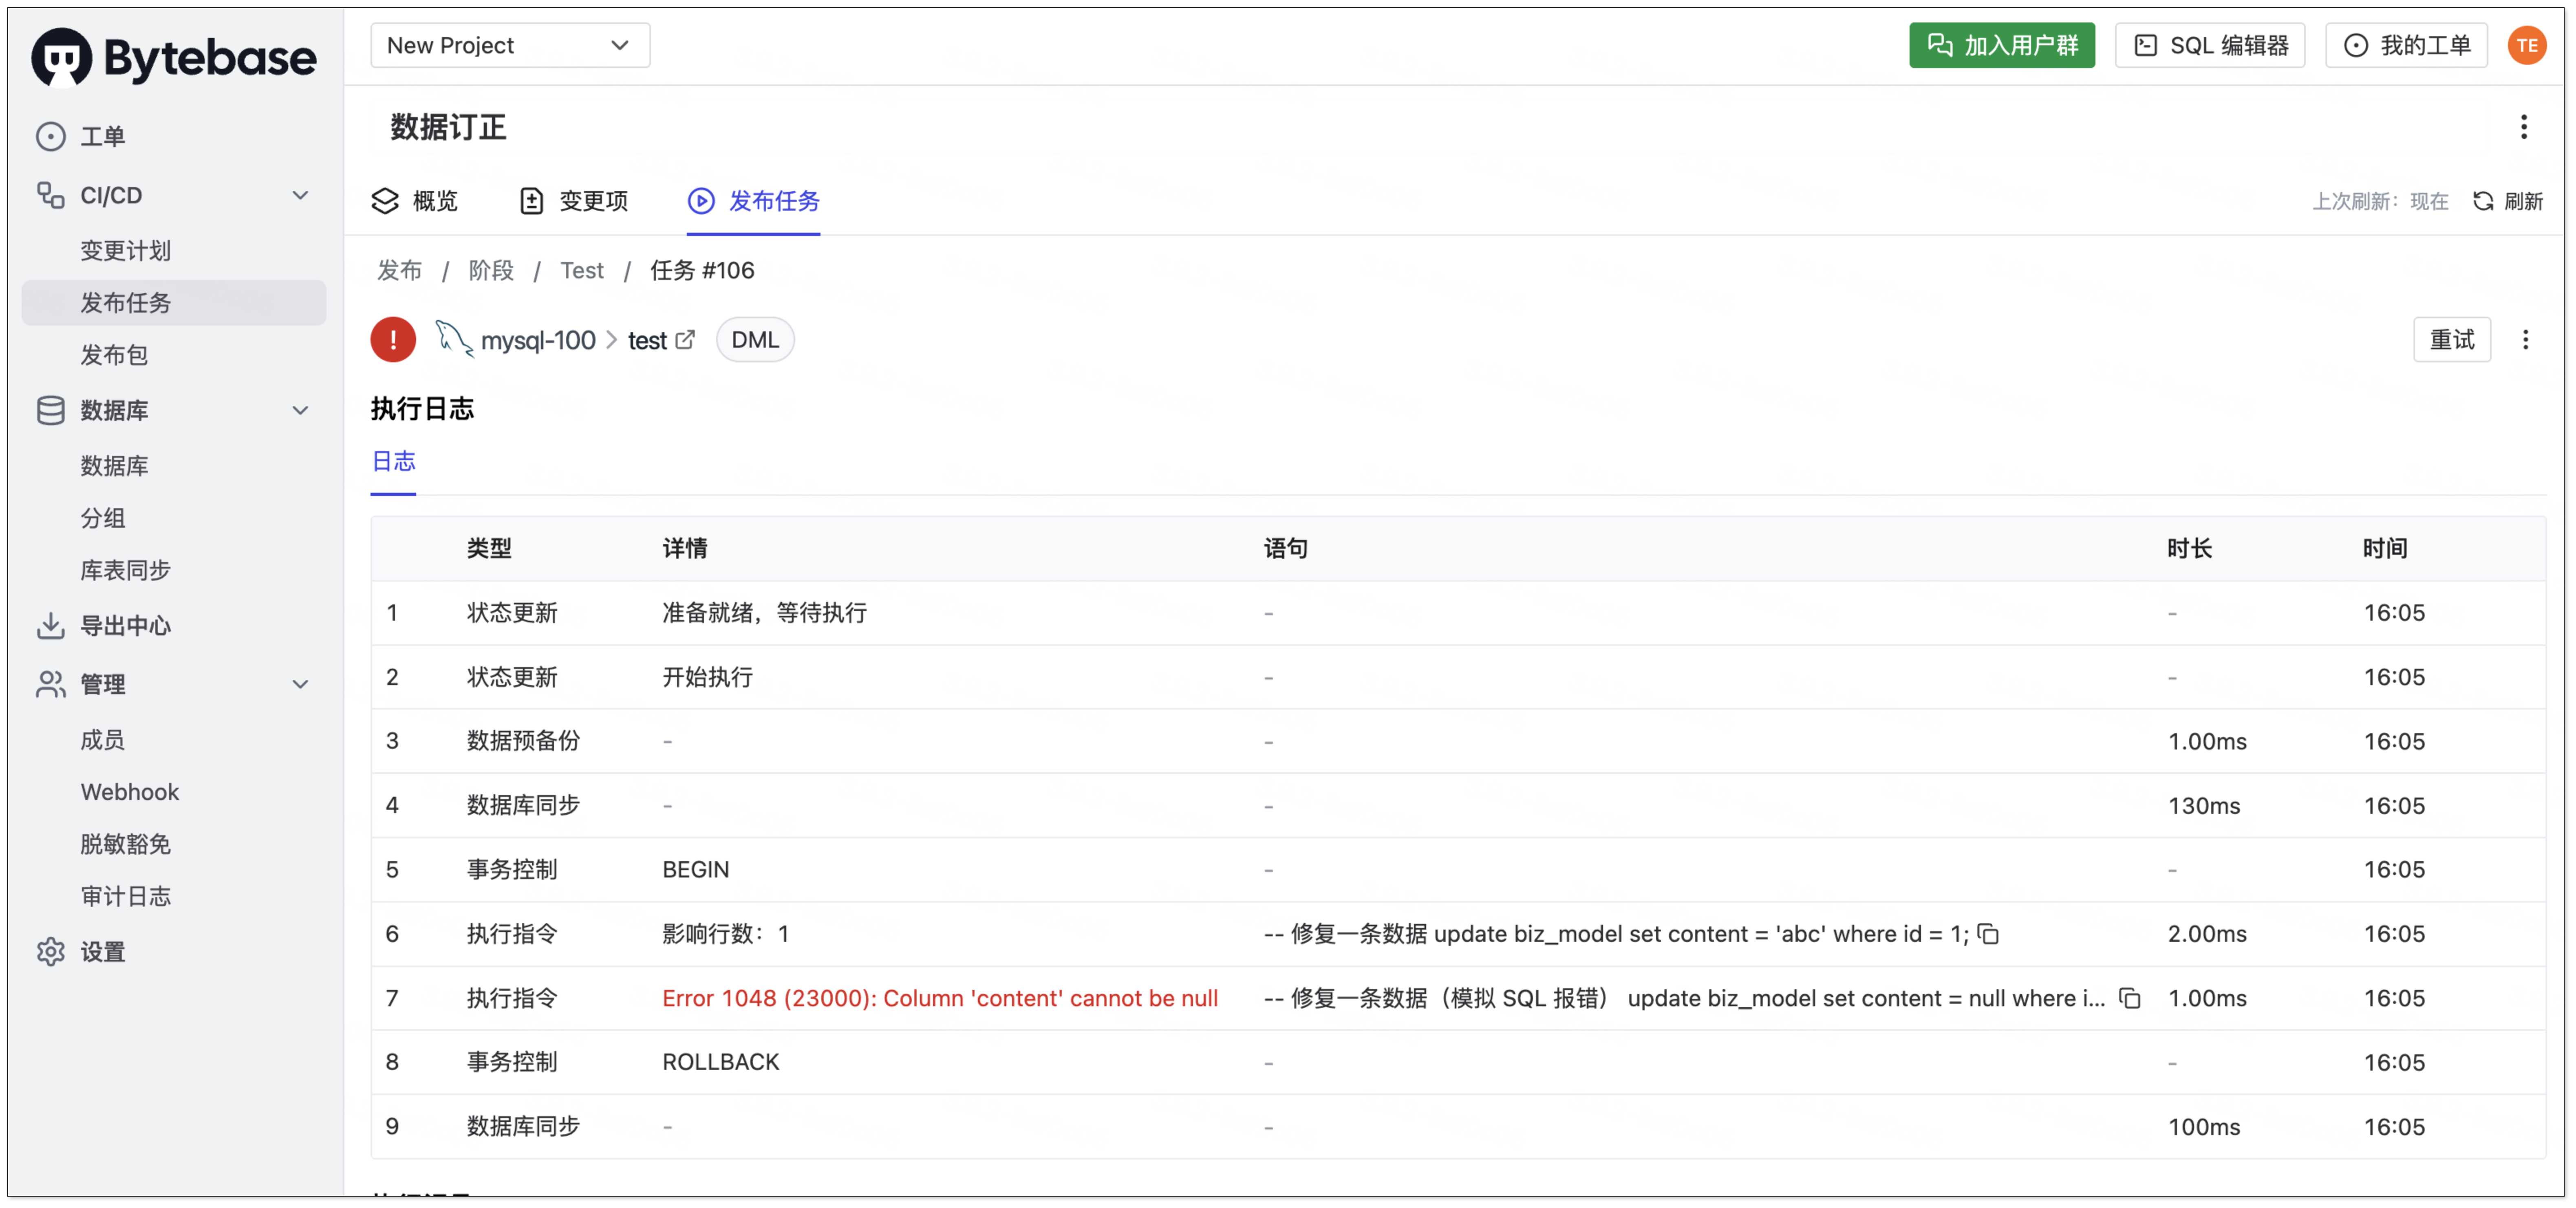 Bytebase
New Project
加入用户群
SQL 编辑器
我的工单
TE
工单
CI/CD
变更计划
发布任务
发布包
数据库
数据库
分组
库表同步
导出中心
管理
成员
Webhook
脱敏豁免
审计日志
设置
数据订正
概览
变更项
发布任务
上次刷新：现在
刷新
发布 / 阶段 / Test / 任务 #106
mysql-100 > test
DML
重试
执行日志
日志
类型 详情 语句 时长 时间
1 状态更新 准备就绪，等待执行 - - 16:05
2 状态更新 开始执行 - - 16:05
3 数据预备份 - - 1.00ms 16:05
4 数据库同步 - - 130ms 16:05
5 事务控制 BEGIN - - 16:05
6 执行指令 影响行数：1 -- 修复一条数据 update biz_model set content = 'abc' where id = 1; 2.00ms 16:05
7 执行指令 Error 1048 (23000): Column 'content' cannot be null -- 修复一条数据（模拟 SQL 报错） update biz_model set content = null where i... 1.00ms 16:05
8 事务控制 ROLLBACK - - 16:05
9 数据库同步 - - 100ms 16:05